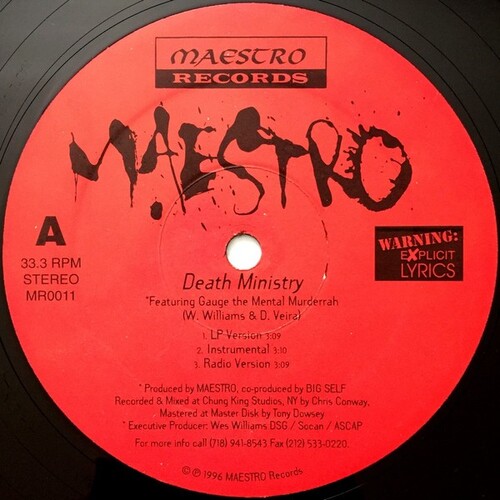 MAESTRO
RECORDS
MAESTRO
A
33.3 RPM
STEREO
MR0011
WARNING:
EXPLICIT
LYRICS
Death Ministry
*Featuring Gauge the Mental Murderrah
(W. Williams & D. Veira)
1. LP Version 3:09
2. Instrumental 3:10
3. Radio Version 3:09
* Produced by MAESTRO, co-produced by BIG SELF
Recorded & Mixed at Chung King Studios, NY by Chris Conway,
Mastered at Master Disk by Tony Dowsey
* Executive Producer: Wes Williams DSG / Socan / ASCAP
For more info call (718) 941-8543 Fax (212) 533-0220.
© ℗ 1996 MAESTRO Records